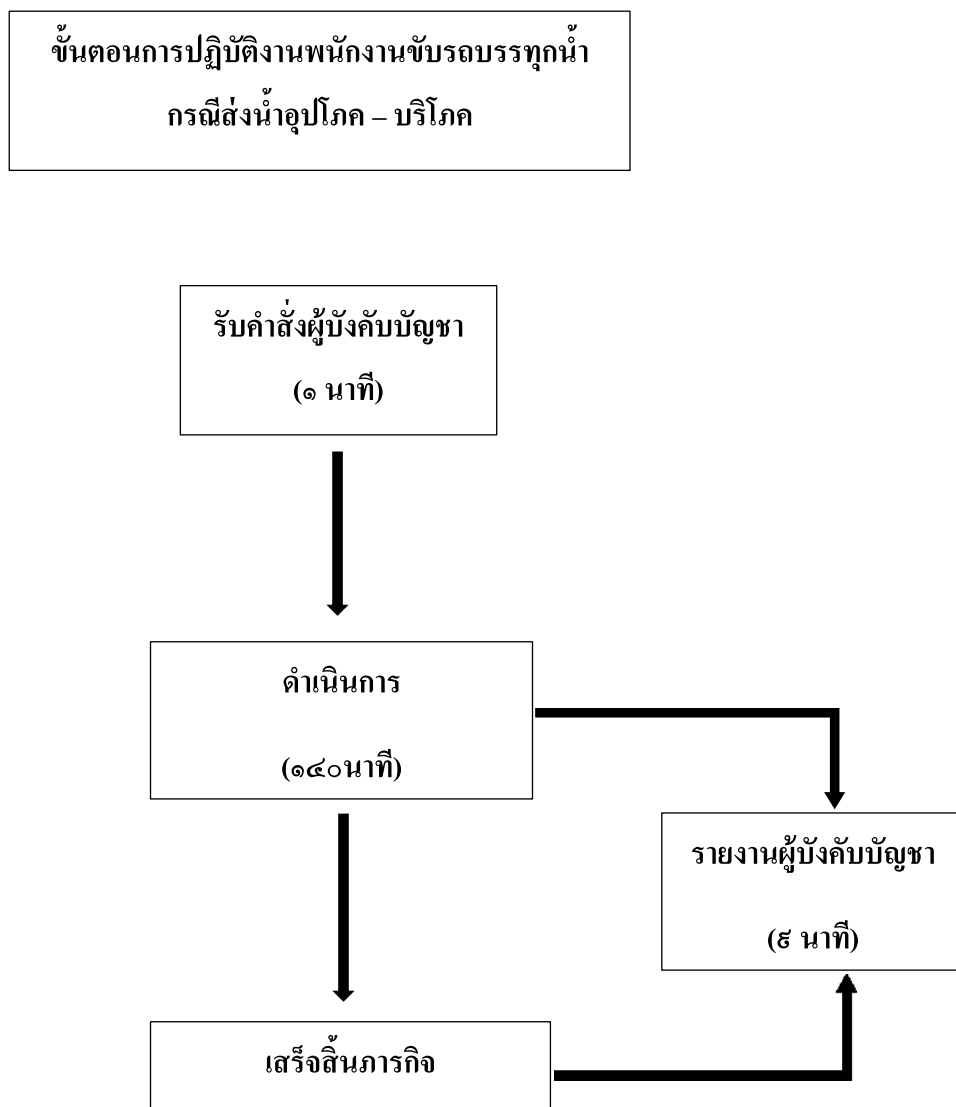 ขั้นตอนการปฏิบัติงานพนักงานขับรถบรรทุกน้ำ
กรณีส่งน้ำอุปโภค – บริโภค
รับคำสั่งผู้บังคับบัญชา
(๑ นาที)
ดำเนินการ
(๑๔๐นาที)
รายงานผู้บังคับบัญชา
(๙ นาที)
เสร็จสิ้นภารกิจ